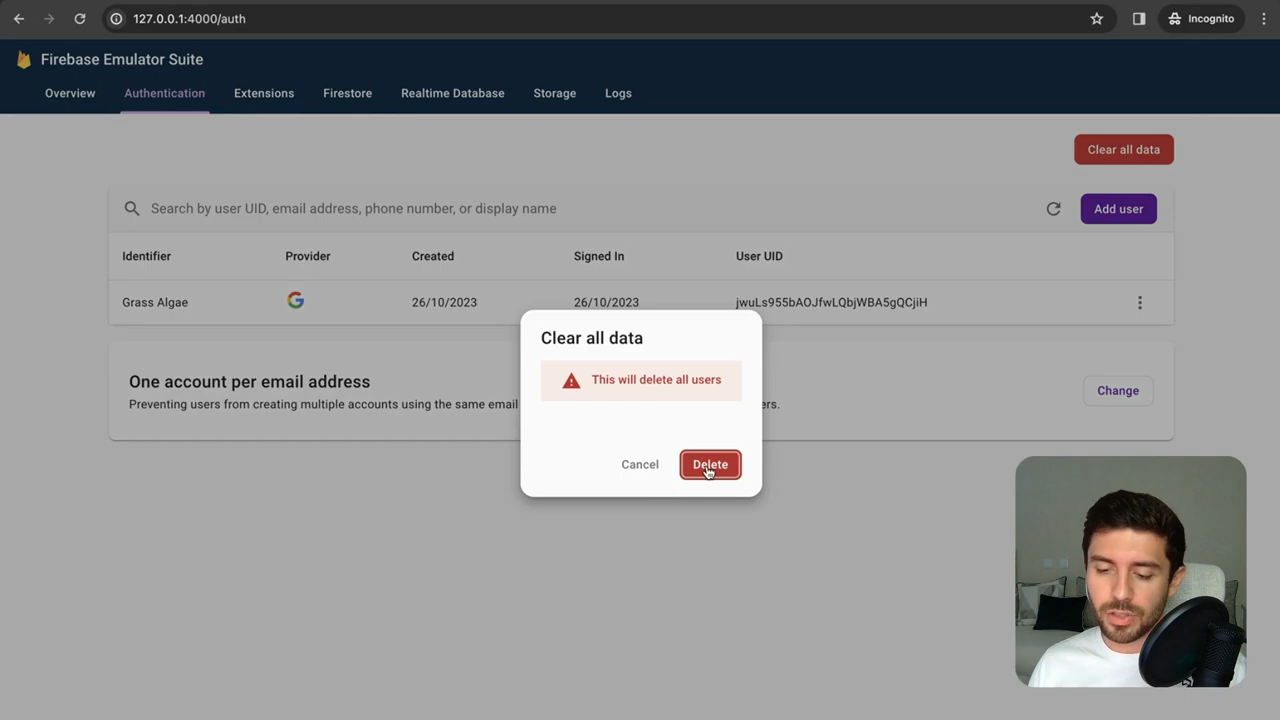 127.0.0.1:4000/auth
Incognito
Firebase Emulator Suite
Overview Authentication Extensions Firestore Realtime Database Storage Logs
Clear all data
Search by user UID, email address, phone number, or display name
Add user
Identifier Provider Created Signed In User UID
Grass Algae 26/10/2023 26/10/2023 jwuLs955bAOJfwLQbjWBA5gQCjiH
Clear all data
This will delete all users
One account per email address
Change
Preventing users from creating multiple accounts using the same email ers.
Cancel Delete